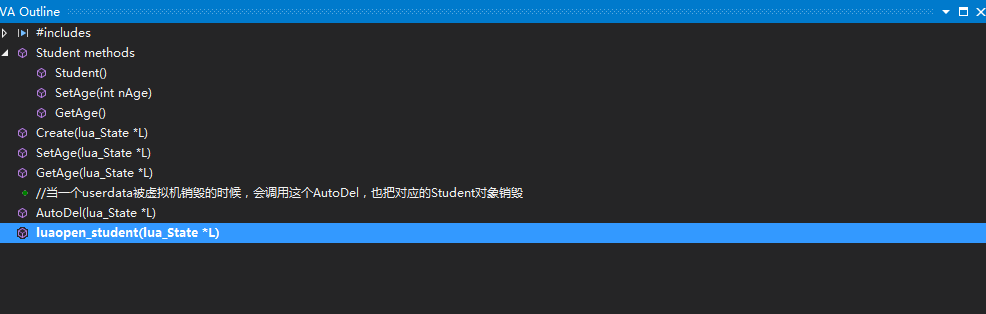 VA Outline
#includes
Student methods
Student()
SetAge(int nAge)
GetAge()
Create(lua_State *L)
SetAge(lua_State *L)
GetAge(lua_State *L)
//当一个userdata被虚拟机销毁的时候，会调用这个AutoDel，也把对应的Student对象销毁
AutoDel(lua_State *L)
luaopen_student(lua_State *L)